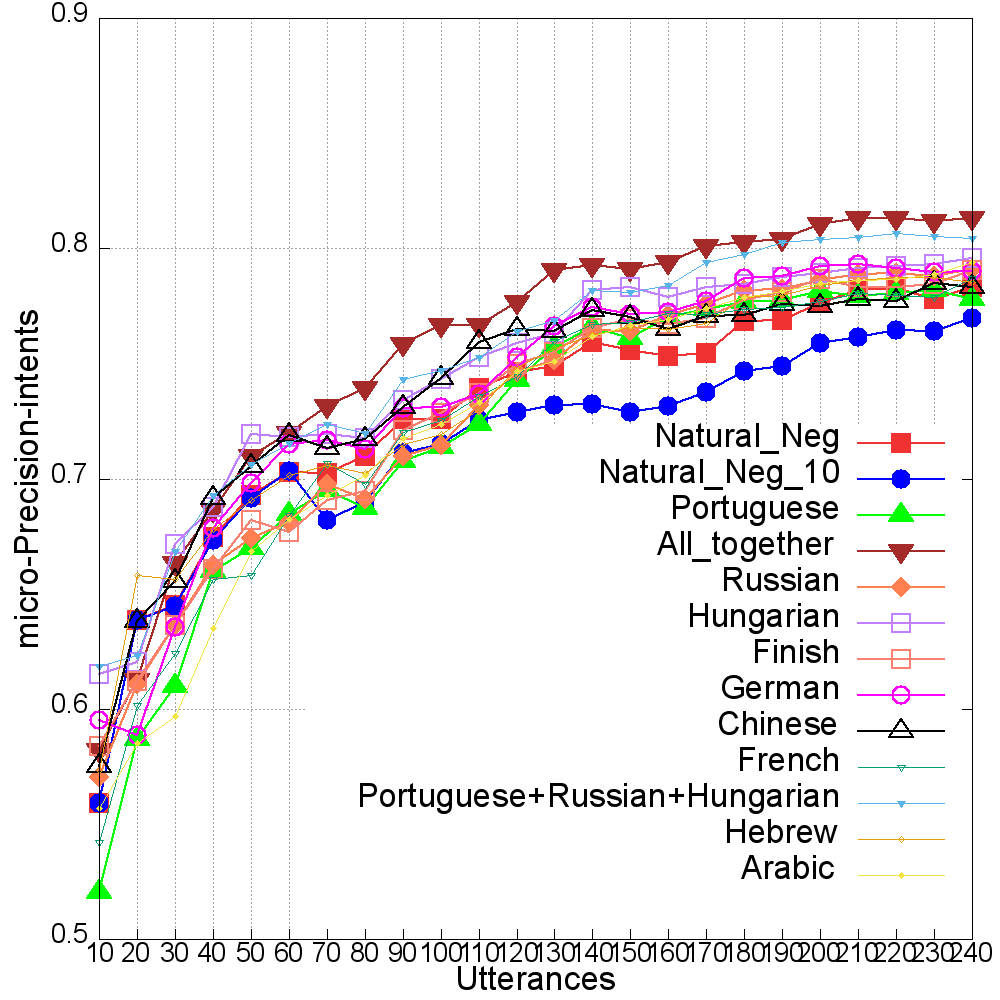 0.9
0.8
0.7
0.6
0.5
micro-Precision-intents
Natural_Neg
Natural_Neg_10
Portuguese
All_together
Russian
Hungarian
Finish
German
Chinese
French
Portuguese+Russian+Hungarian
Hebrew
Arabic
10 20 30 40 50 60 70 80 90 100 110 120 130 140 150 160 170 180 190 200 210 220 230 240
Utterances